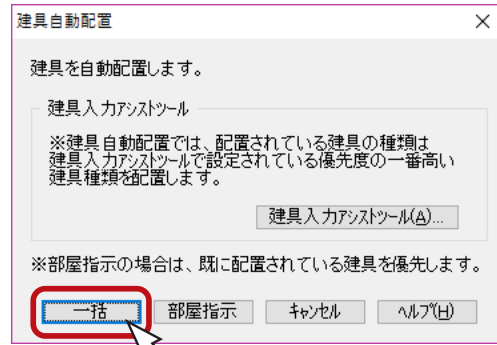 建具自動配置
建具を自動配置します。
建具入力アシストツール
※建具自動配置では、配置されている建具の種類は
建具入力アシストツールで設定されている優先度の一番高い
建具種類を配置します。
建具入力アシストツール(A)...
※部屋指示の場合は、既に配置されている建具を優先します。
一括 部屋指示 キャンセル ヘルプ(H)